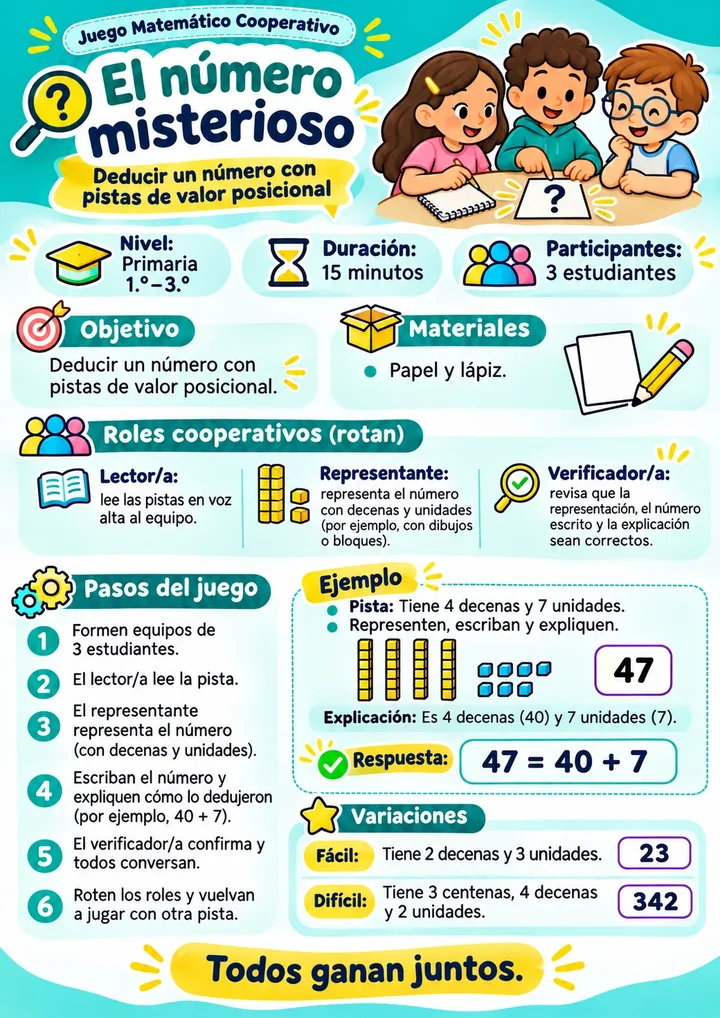 Juego Matemático Cooperativo
?
El número
misterioso
Deducir un número con
pistas de valor posicional
?
Nivel:
Primaria
1.º–3.º
Duración:
15 minutos
Participantes:
3 estudiantes
Objetivo
Deducir un número con
pistas de valor posicional.
Materiales
Papel y lápiz.
Roles cooperativos (rotan)
Lector/a:
lee las pistas en voz
alta al equipo.
Representante:
representa el número
con decenas y unidades
(por ejemplo, con dibujos
o bloques).
Verificador/a:
revisa que la
representación, el número
escrito y la explicación
sean correctos.
Pasos del juego
1 Formen equipos de
3 estudiantes.
2 El lector/a lee la pista.
3 El representante
representa el número
(con decenas y unidades).
4 Escriban el número y
expliquen cómo lo dedujeron
(por ejemplo, 40 + 7).
5 El verificador/a confirma y
todos conversan.
6 Roten los roles y vuelvan
a jugar con otra pista.
Ejemplo
Pista: Tiene 4 decenas y 7 unidades.
Representen, escriban y expliquen.
47
Explicación: Es 4 decenas (40) y 7 unidades (7).
Respuesta: 47 = 40 + 7
Variaciones
Fácil: Tiene 2 decenas y 3 unidades. 23
Difícil: Tiene 3 centenas, 4 decenas
y 2 unidades. 342
Todos ganan juntos.